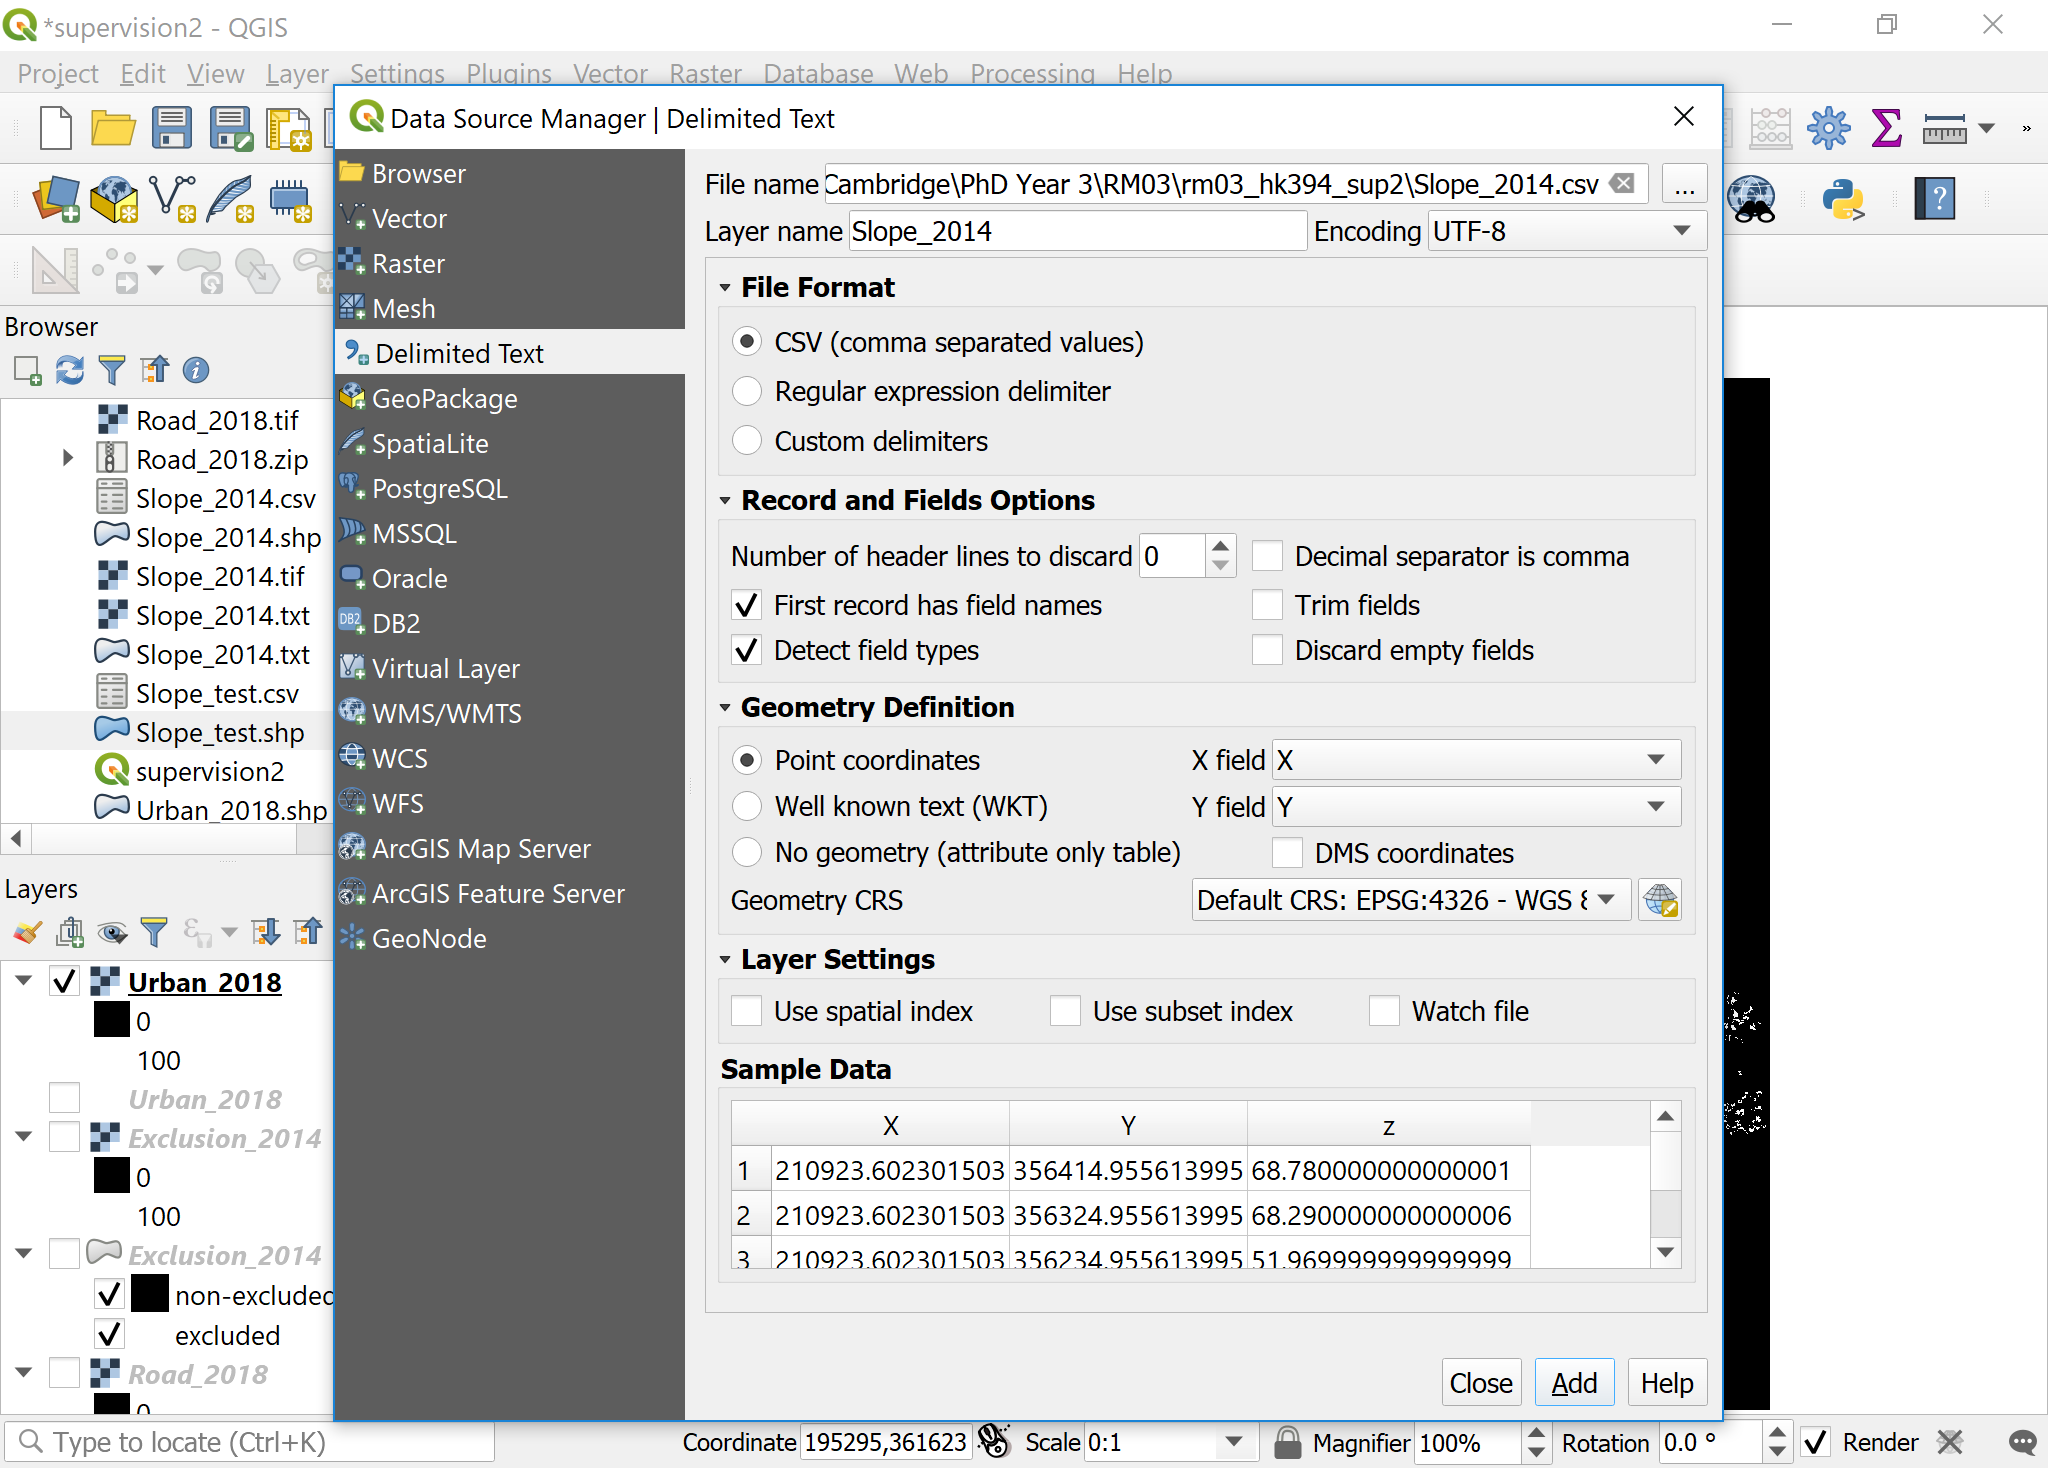 *supervision2 - QGIS
Project Edit View Layer Settings Plugins Vector Raster Database Web Processing Help
Data Source Manager | Delimited Text
Browser
Vector
Raster
Mesh
Delimited Text
GeoPackage
SpatiaLite
PostgreSQL
MSSQL
Oracle
DB2
DB2
Virtual Layer
WMS/WMTS
WCS
WFS
ArcGIS Map Server
ArcGIS Feature Server
GeoNode
File name Cambridge\PhD Year 3\RM03\rm03_hk394_sup2\Slope_2014.csv ...
Layer name Slope_2014 Encoding UTF-8
File Format
CSV (comma separated values)
Regular expression delimiter
Custom delimiters
Record and Fields Options
Number of header lines to discard 0 Decimal separator is comma
First record has field names Trim fields
Detect field types Discard empty fields
Geometry Definition
Point coordinates X field X
Well known text (WKT) Y field Y
No geometry (attribute only table) DMS coordinates
Geometry CRS Default CRS: EPSG:4326 - WGS
Layer Settings
Use spatial index Use subset index Watch file
Sample Data
X Y z
1 210923.602301503 356414.955613995 68.780000000000001
2 210923.602301503 356324.955613995 68.290000000000006
3 210923.602301503 356234.955613995 51.969999999999999
Close Add Help
Browser
Road_2018.tif
Road_2018.zip
Slope_2014.csv
Slope_2014.shp
Slope_2014.tif
Slope_2014.txt
Slope_2014.txt
Slope_test.csv
Slope_test.shp
supervision2
Urban_2018.shp
Layers
Urban_2018
0
100
Urban_2018
Exclusion_2014
0
100
Exclusion_2014
non-excluded
excluded
Road_2018
0
Type to locate (Ctrl+K) Coordinate 195295,361623 Scale 0:1 Magnifier 100% Rotation 0.0 ° Render